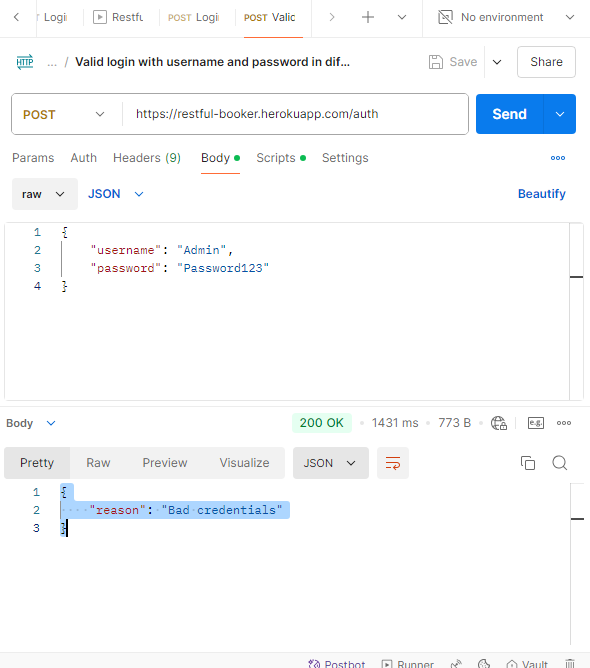 Logi
Restfu
POST Logi
POST Valic
No environment
HTTP
... / Valid login with username and password in dif...
Save
Share
POST
https://restful-booker.herokuapp.com/auth
Send
Params Auth Headers (9) Body Scripts Settings
raw JSON Beautify
1 {
2 "username": "Admin",
3 "password": "Password123"
4 }
Body 200 OK 1431 ms 773 B e.g.
Pretty Raw Preview Visualize JSON
1 {
2 "reason": "Bad credentials"
3 }
Postbot Runner Vault